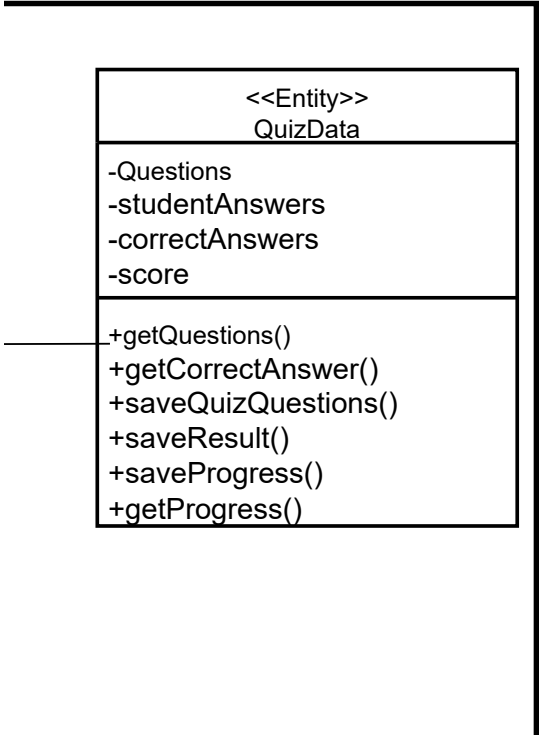 <<Entity>>
QuizData
-Questions
-studentAnswers
-correctAnswers
-score
+getQuestions()
+getCorrectAnswer()
+saveQuizQuestions()
+saveResult()
+saveProgress()
+getProgress()